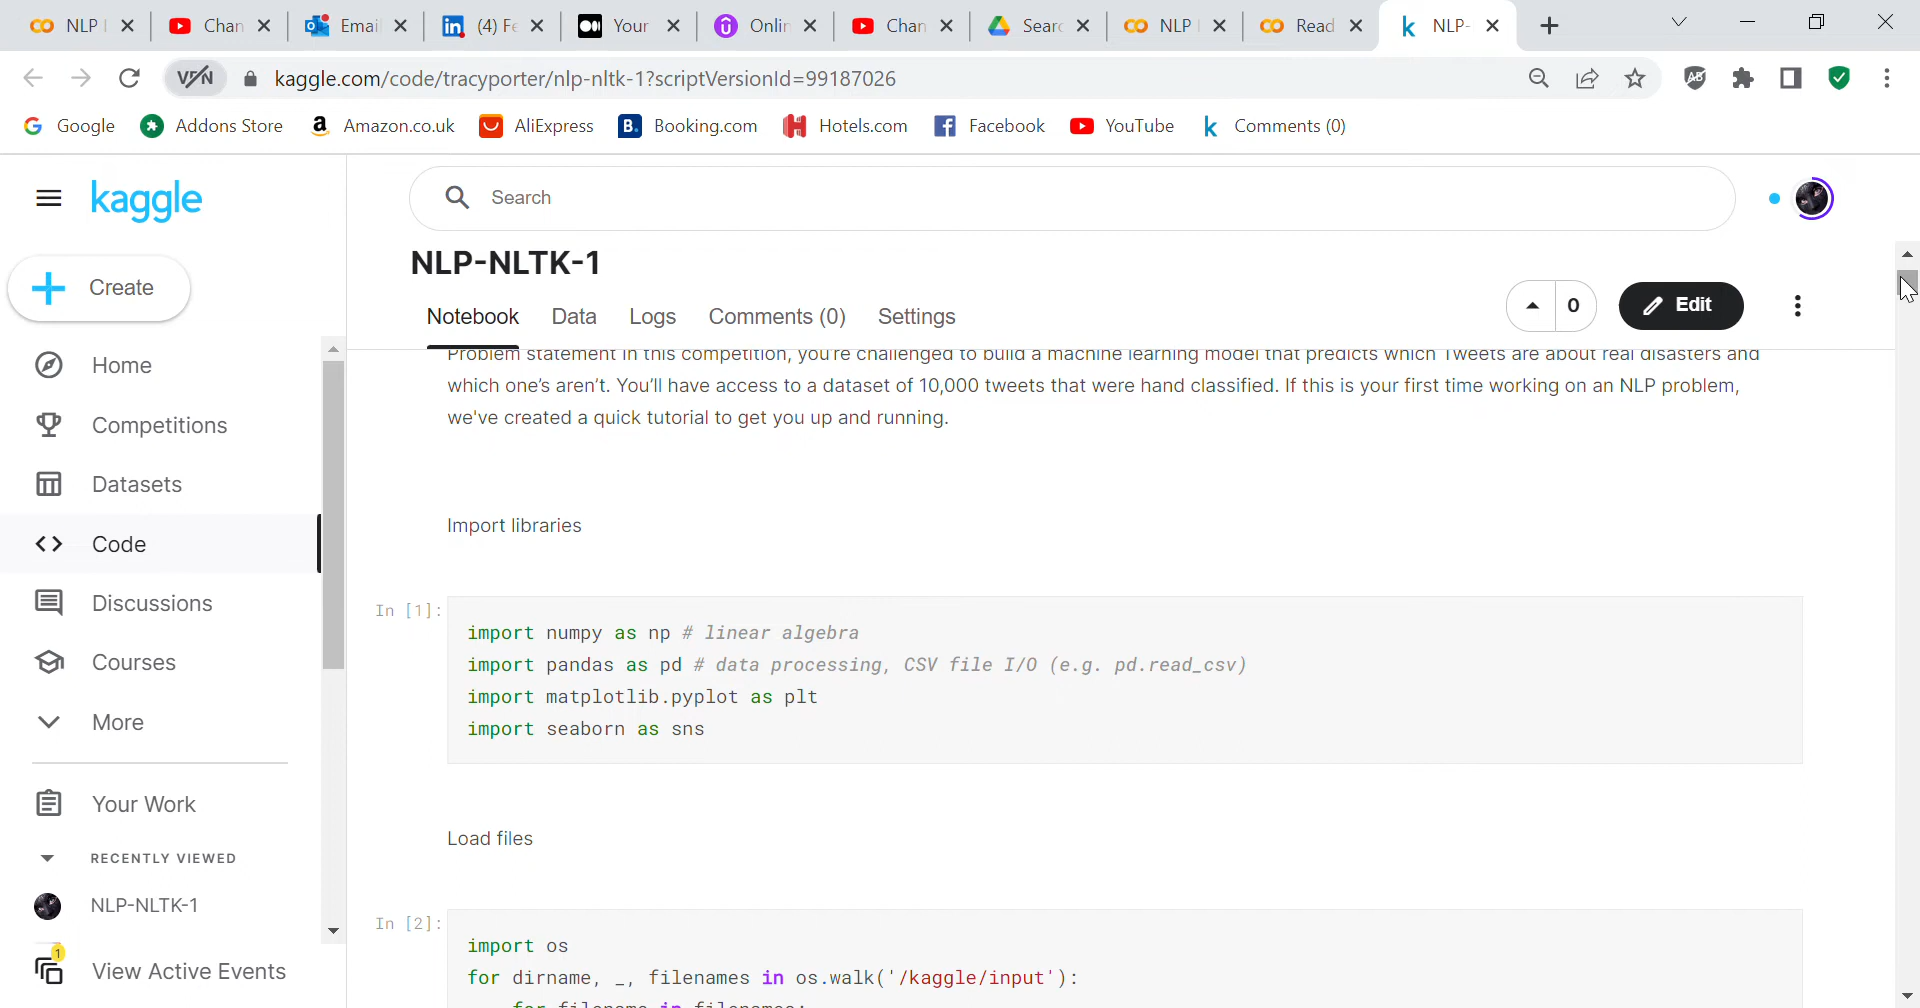 NLP
Chan
Email
(4) Fe
Your
Onlin
Chan
Searc
NLP
Read
NLP-
VPN
kaggle.com/code/tracyporter/nlp-nltk-1?scriptVersionId=99187026
Google
Addons Store
Amazon.co.uk
AliExpress
Booking.com
Hotels.com
Facebook
YouTube
Comments (0)
kaggle
Search
Create
NLP-NLTK-1
Notebook
Data
Logs
Comments (0)
Settings
0
Edit
Home
Competitions
Datasets
Code
Discussions
Courses
More
Your Work
RECENTLY VIEWED
NLP-NLTK-1
1
View Active Events
Problem statement In this competition, you're challenged to build a machine learning model that predicts which Tweets are about real disasters and
which one's aren't. You'll have access to a dataset of 10,000 tweets that were hand classified. If this is your first time working on an NLP problem,
we've created a quick tutorial to get you up and running.
Import libraries
In [1]:
import numpy as np # linear algebra
import pandas as pd # data processing, CSV file I/O (e.g. pd.read_csv)
import matplotlib.pyplot as plt
import seaborn as sns
Load files
In [2]:
import os
for dirname, _, filenames in os.walk('/kaggle/input'):
for filename in filenames: